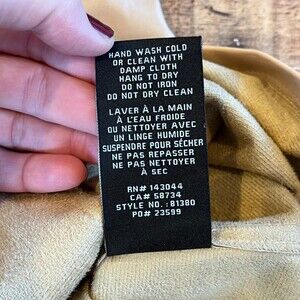 HAND WASH COLD
OR CLEAN WITH
DAMP CLOTH
HANG TO DRY
DO NOT IRON
DO NOT DRY CLEAN
LAVER À LA MAIN
À L'EAU FROIDE
OU NETTOYER AVEC
UN LINGE HUMIDE
SUSPENDRE POUR SÉCHER
NE PAS REPASSER
NE PAS NETTOYER
À SEC
RN# 143044
CA# 58734
STYLE NO.: 81380
PO# 23599